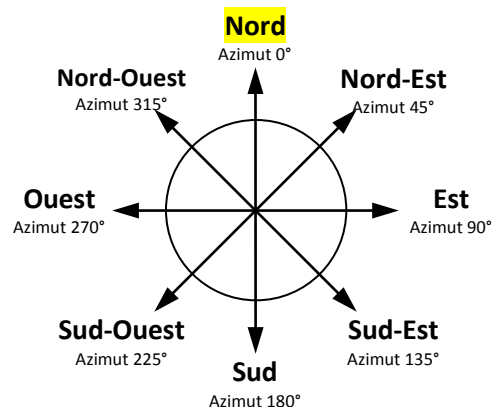 Nord
Azimut 0°
Nord-Ouest
Azimut 315°
Nord-Est
Azimut 45°
Ouest
Azimut 270°
Est
Azimut 90°
Sud-Ouest
Azimut 225°
Sud-Est
Azimut 135°
Sud
Azimut 180°